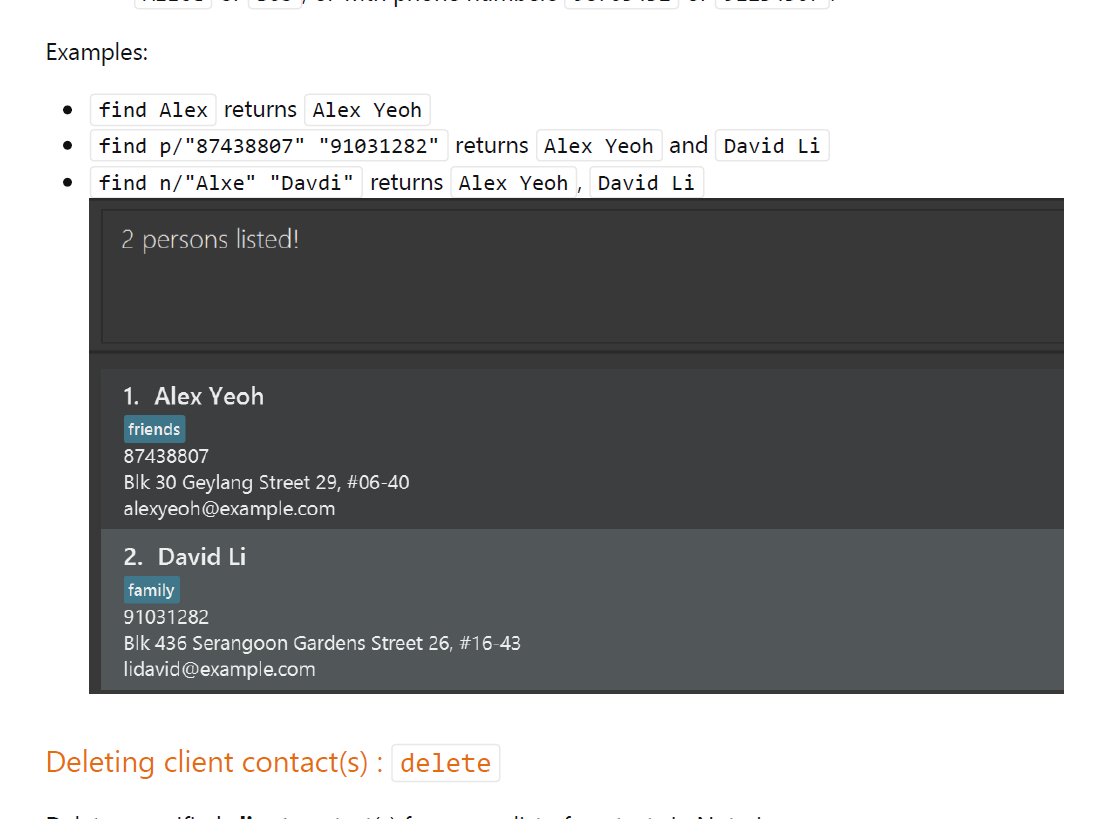 Examples:
find Alex returns Alex Yeoh
find p/"87438807" "91031282" returns Alex Yeoh and David Li
find n/"Alxe" "Davdi" returns Alex Yeoh, David Li
2 persons listed!
1. Alex Yeoh
friends
87438807
Blk 30 Geylang Street 29, #06-40
alexyeoh@example.com
2. David Li
family
91031282
Blk 436 Serangoon Gardens Street 26, #16-43
lidavid@example.com
Deleting client contact(s) : delete